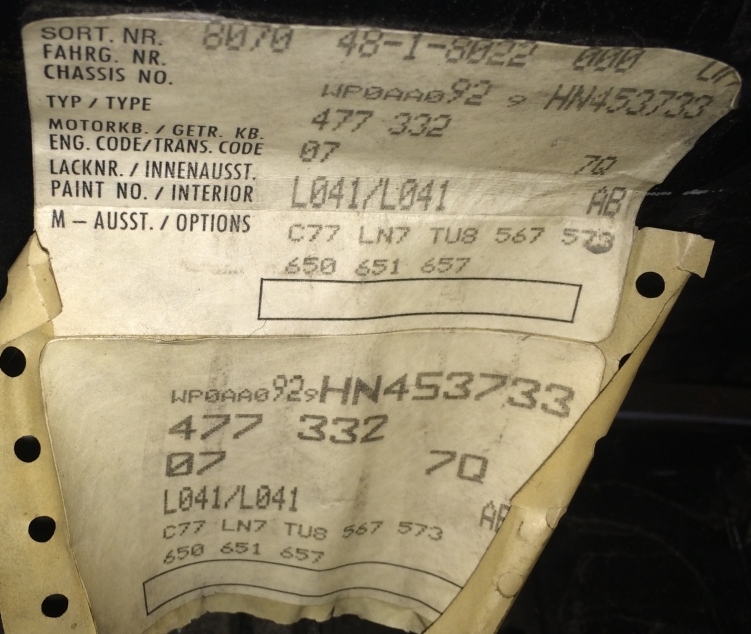 SORT. NR. 8070 48-1-8022 000
FAHRG. NR.
CHASSIS NO. WP0AA092 9 HN453733
TYP / TYPE 477 332
MOTORKB. / GETR. KB.
ENG. CODE/TRANS. CODE 07 7Q
LACKNR. / INNENAUSST.
PAINT NO. / INTERIOR L041/L041 AB
M – AUSST. / OPTIONS C77 LN7 TU8 567 573
650 651 657
WP0AA0929HN453733
477 332
07 7Q
L041/L041
C77 LN7 TU8 567 573
650 651 657